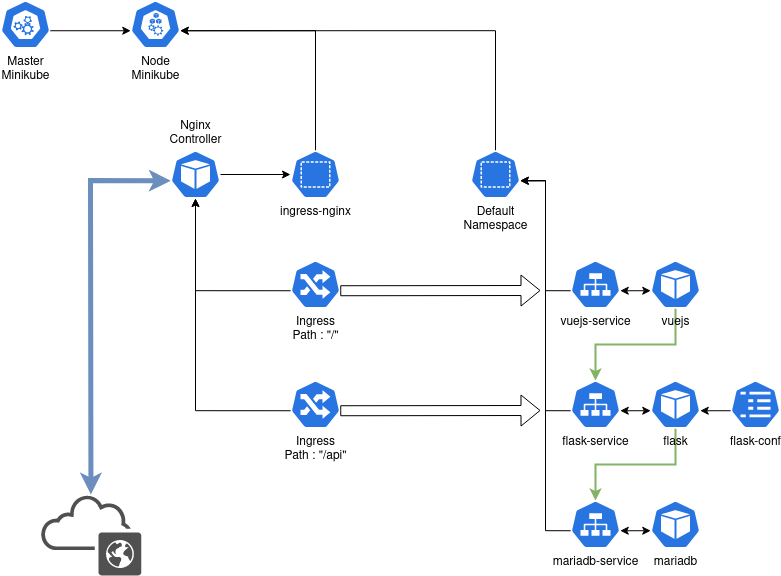 Master
Minikube
Node
Minikube
Nginx
Controller
ingress-nginx
Default
Namespace
Ingress
Path : "/"
vuejs-service
vuejs
Ingress
Path : "/api"
flask-service
flask
flask-conf
mariadb-service
mariadb